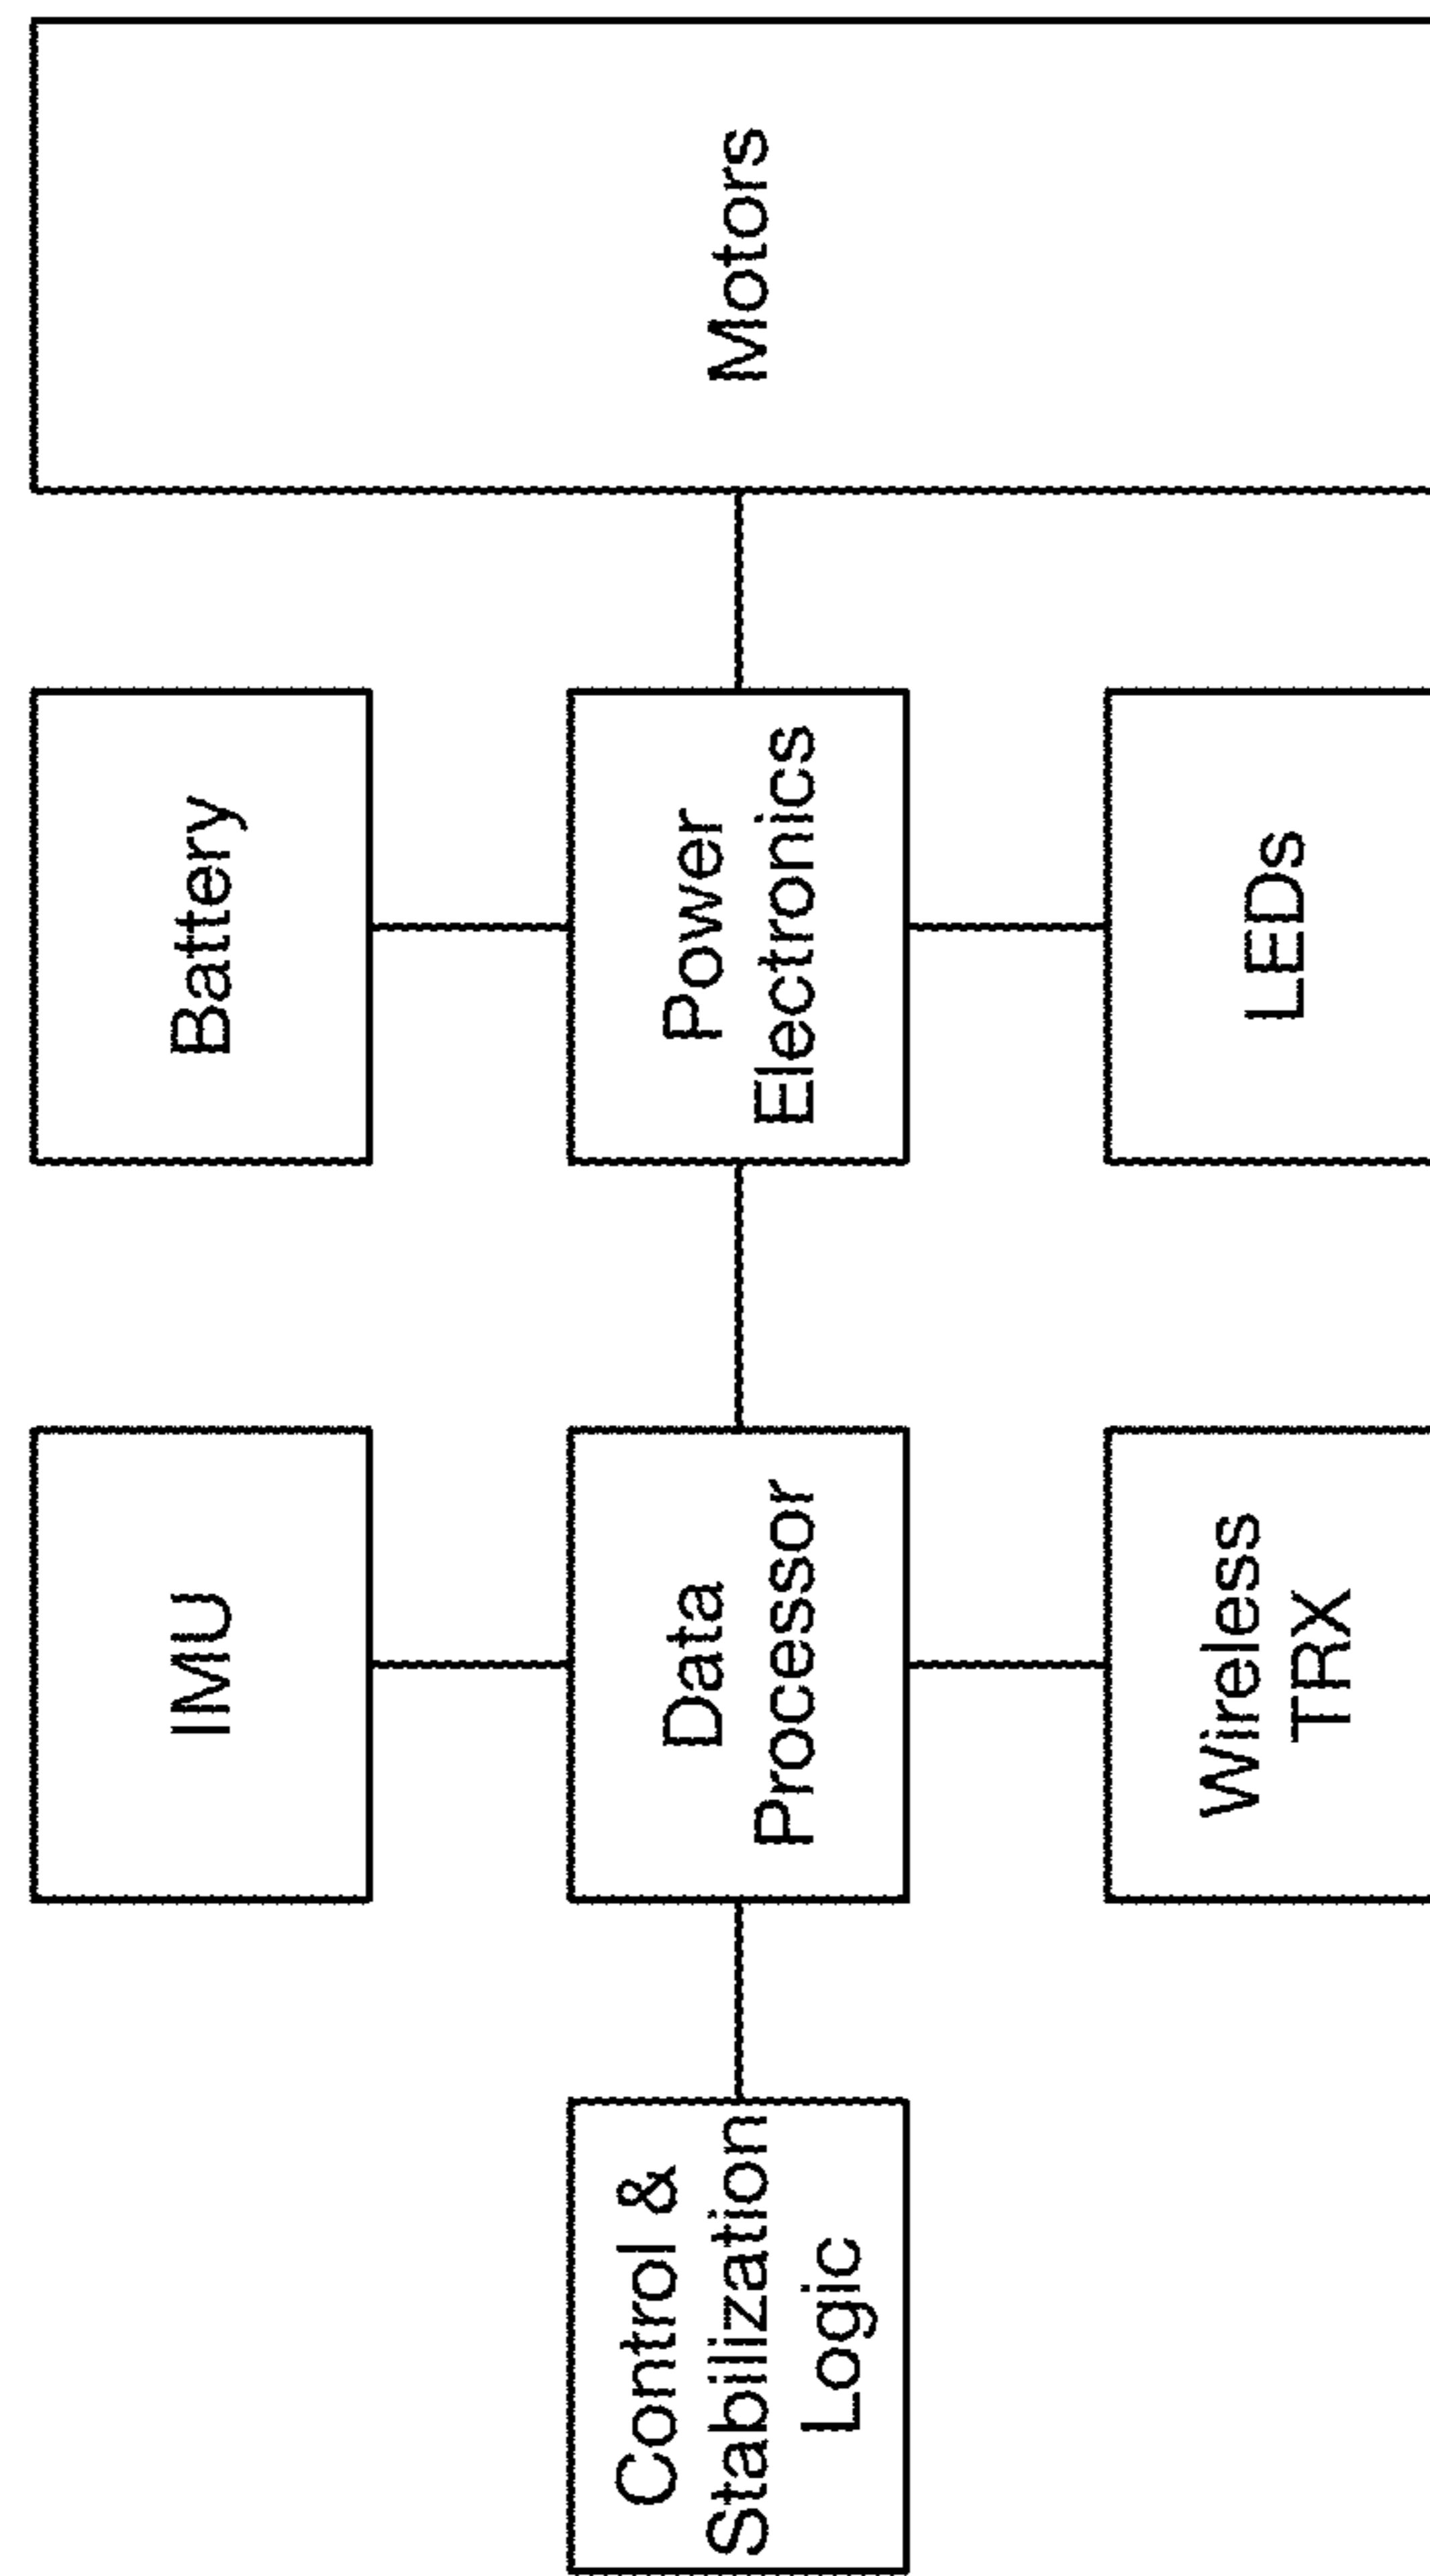 IMU
Battery
Control &
Stabilization
Logic
Data
Processor
Power
Electronics
Motors
Wireless
TRX
LEDs